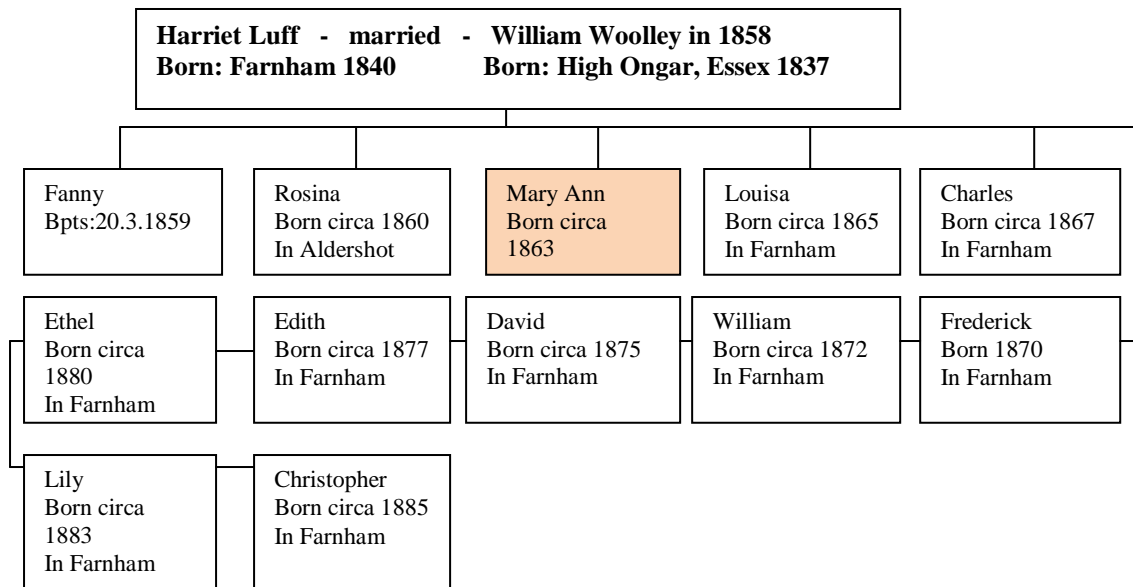 Harriet Luff - married - William Woolley in 1858
Born: Farnham 1840 Born: High Ongar, Essex 1837
Fanny
Bpts:20.3.1859
Rosina
Born circa 1860
In Aldershot
Mary Ann
Born circa
1863
Louisa
Born circa 1865
In Farnham
Charles
Born circa 1867
In Farnham
Ethel
Born circa
1880
In Farnham
Edith
Born circa 1877
In Farnham
David
Born circa 1875
In Farnham
William
Born circa 1872
In Farnham
Frederick
Born 1870
In Farnham
Lily
Born circa
1883
In Farnham
Christopher
Born circa 1885
In Farnham